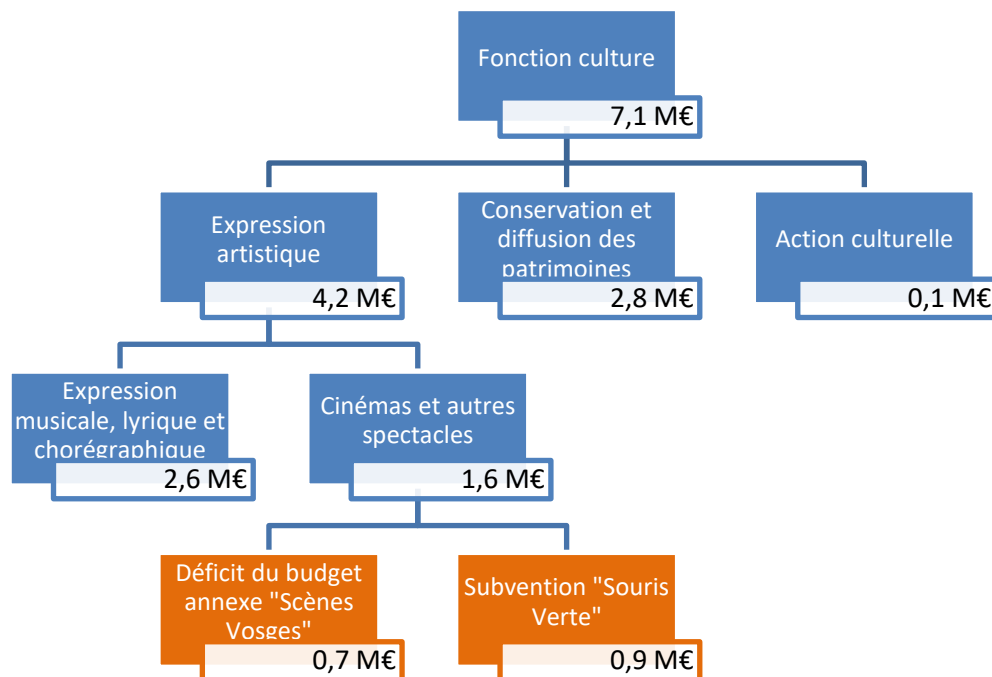 Fonction culture
7,1 M€
Expression
artistique
4,2 M€
Conservation et
diffusion des
patrimoines
2,8 M€
Action culturelle
0,1 M€
Expression
musicale, lyrique et
chorégraphique
2,6 M€
Cinémas et autres
spectacles
1,6 M€
Déficit du budget
annexe "Scènes
Vosges"
0,7 M€
Subvention "Souris
Verte"
0,9 M€